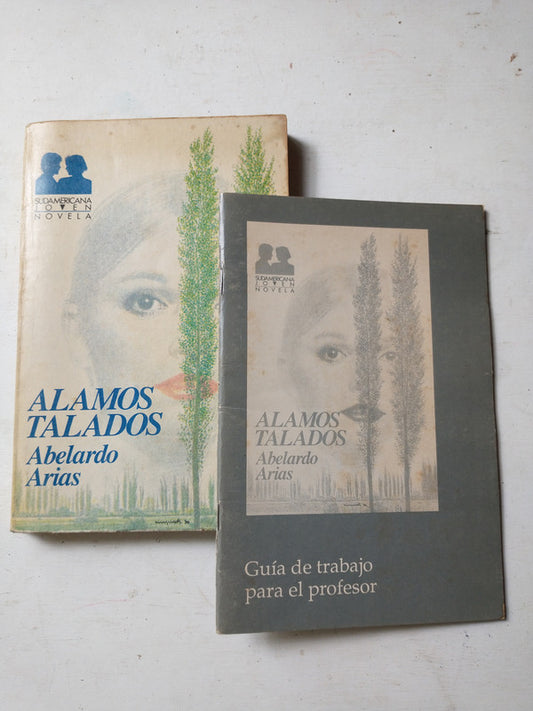 SUDAMERICANA
JOVEN
NOVELA
ALAMOS
TALADOS
Abelardo
Arias
SUDAMERICANA
JOVEN
NOVELA
ALAMOS
TALADOS
Abelardo
Arias
Guía de trabajo
para el profesor